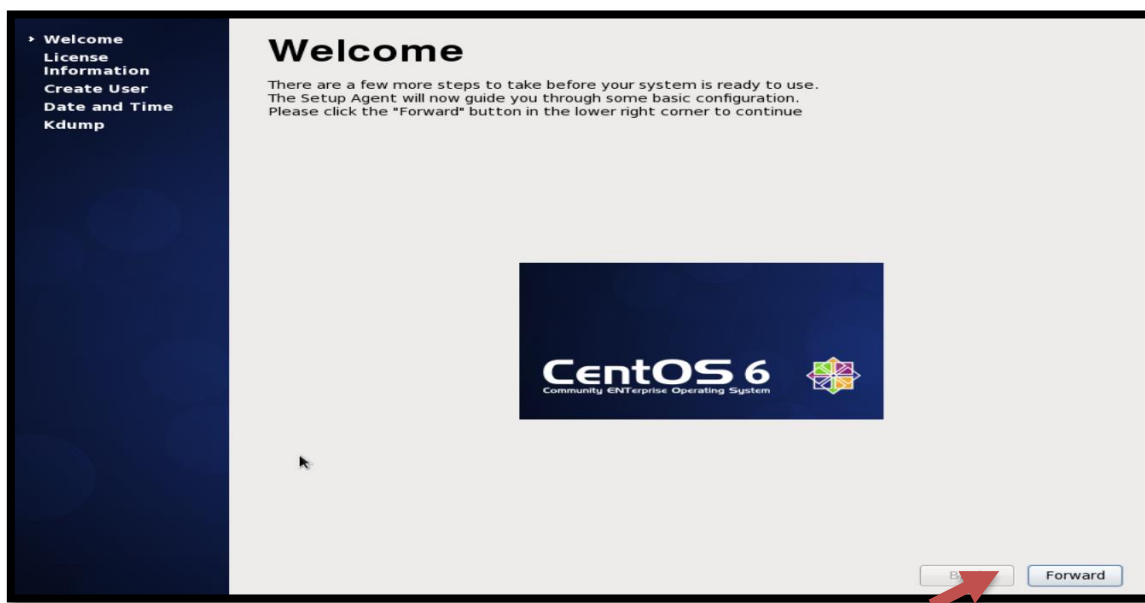 Welcome
License
Information
Create User
Date and Time
Kdump
Welcome
There are a few more steps to take before your system is ready to use.
The Setup Agent will now guide you through some basic configuration.
Please click the "Forward" button in the lower right corner to continue
CentOS 6
Community ENTerprise Operating System
Forward